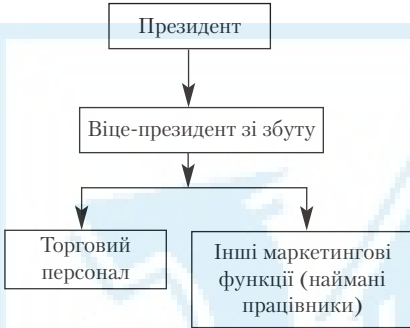 Президент
Віце-президент зі збуту
Торговий
персонал
Інші маркетингові
функції (наймані
працівники)